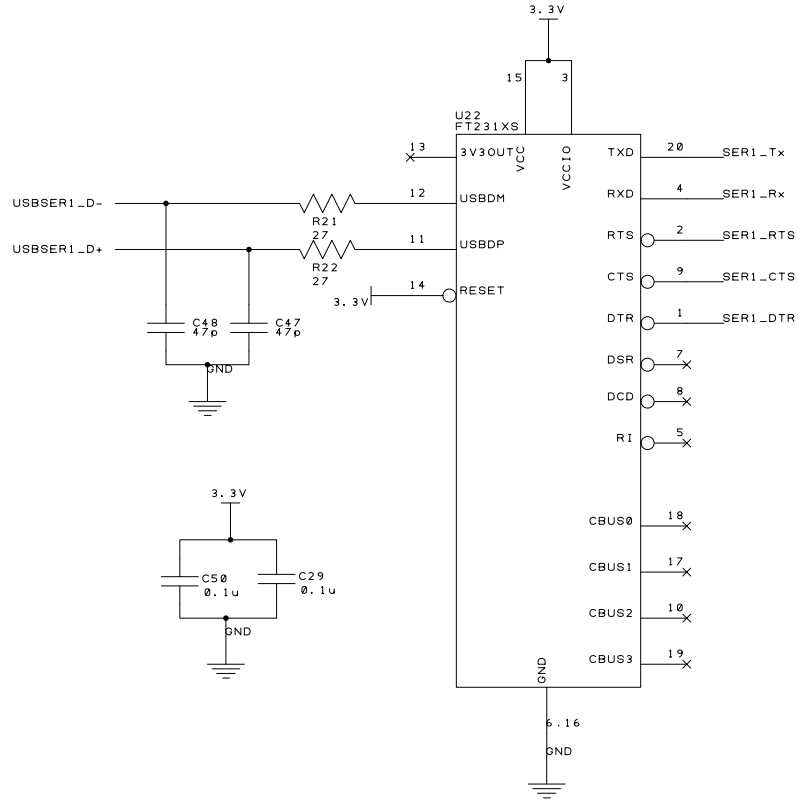 3.3V
15 3
U22
FT231XS
13 3V3OUT VCC VCCIO TXD 20 SER1_Tx
USBSER1_D- 12 USBDM RXD 4 SER1_Rx
R21
27
USBSER1_D+ 11 USBDP RTS 2 SER1_RTS
R22
27
3.3V 14 RESET CTS 9 SER1_CTS
C48
47p
C47
47p
DTR 1 SER1_DTR
GND
DSR 7
DCD 8
RI 5
3.3V
CBUS0 18
C50
0.1u
C29
0.1u
CBUS1 17
GND
CBUS2 10
CBUS3 19
GND
6.16
GND